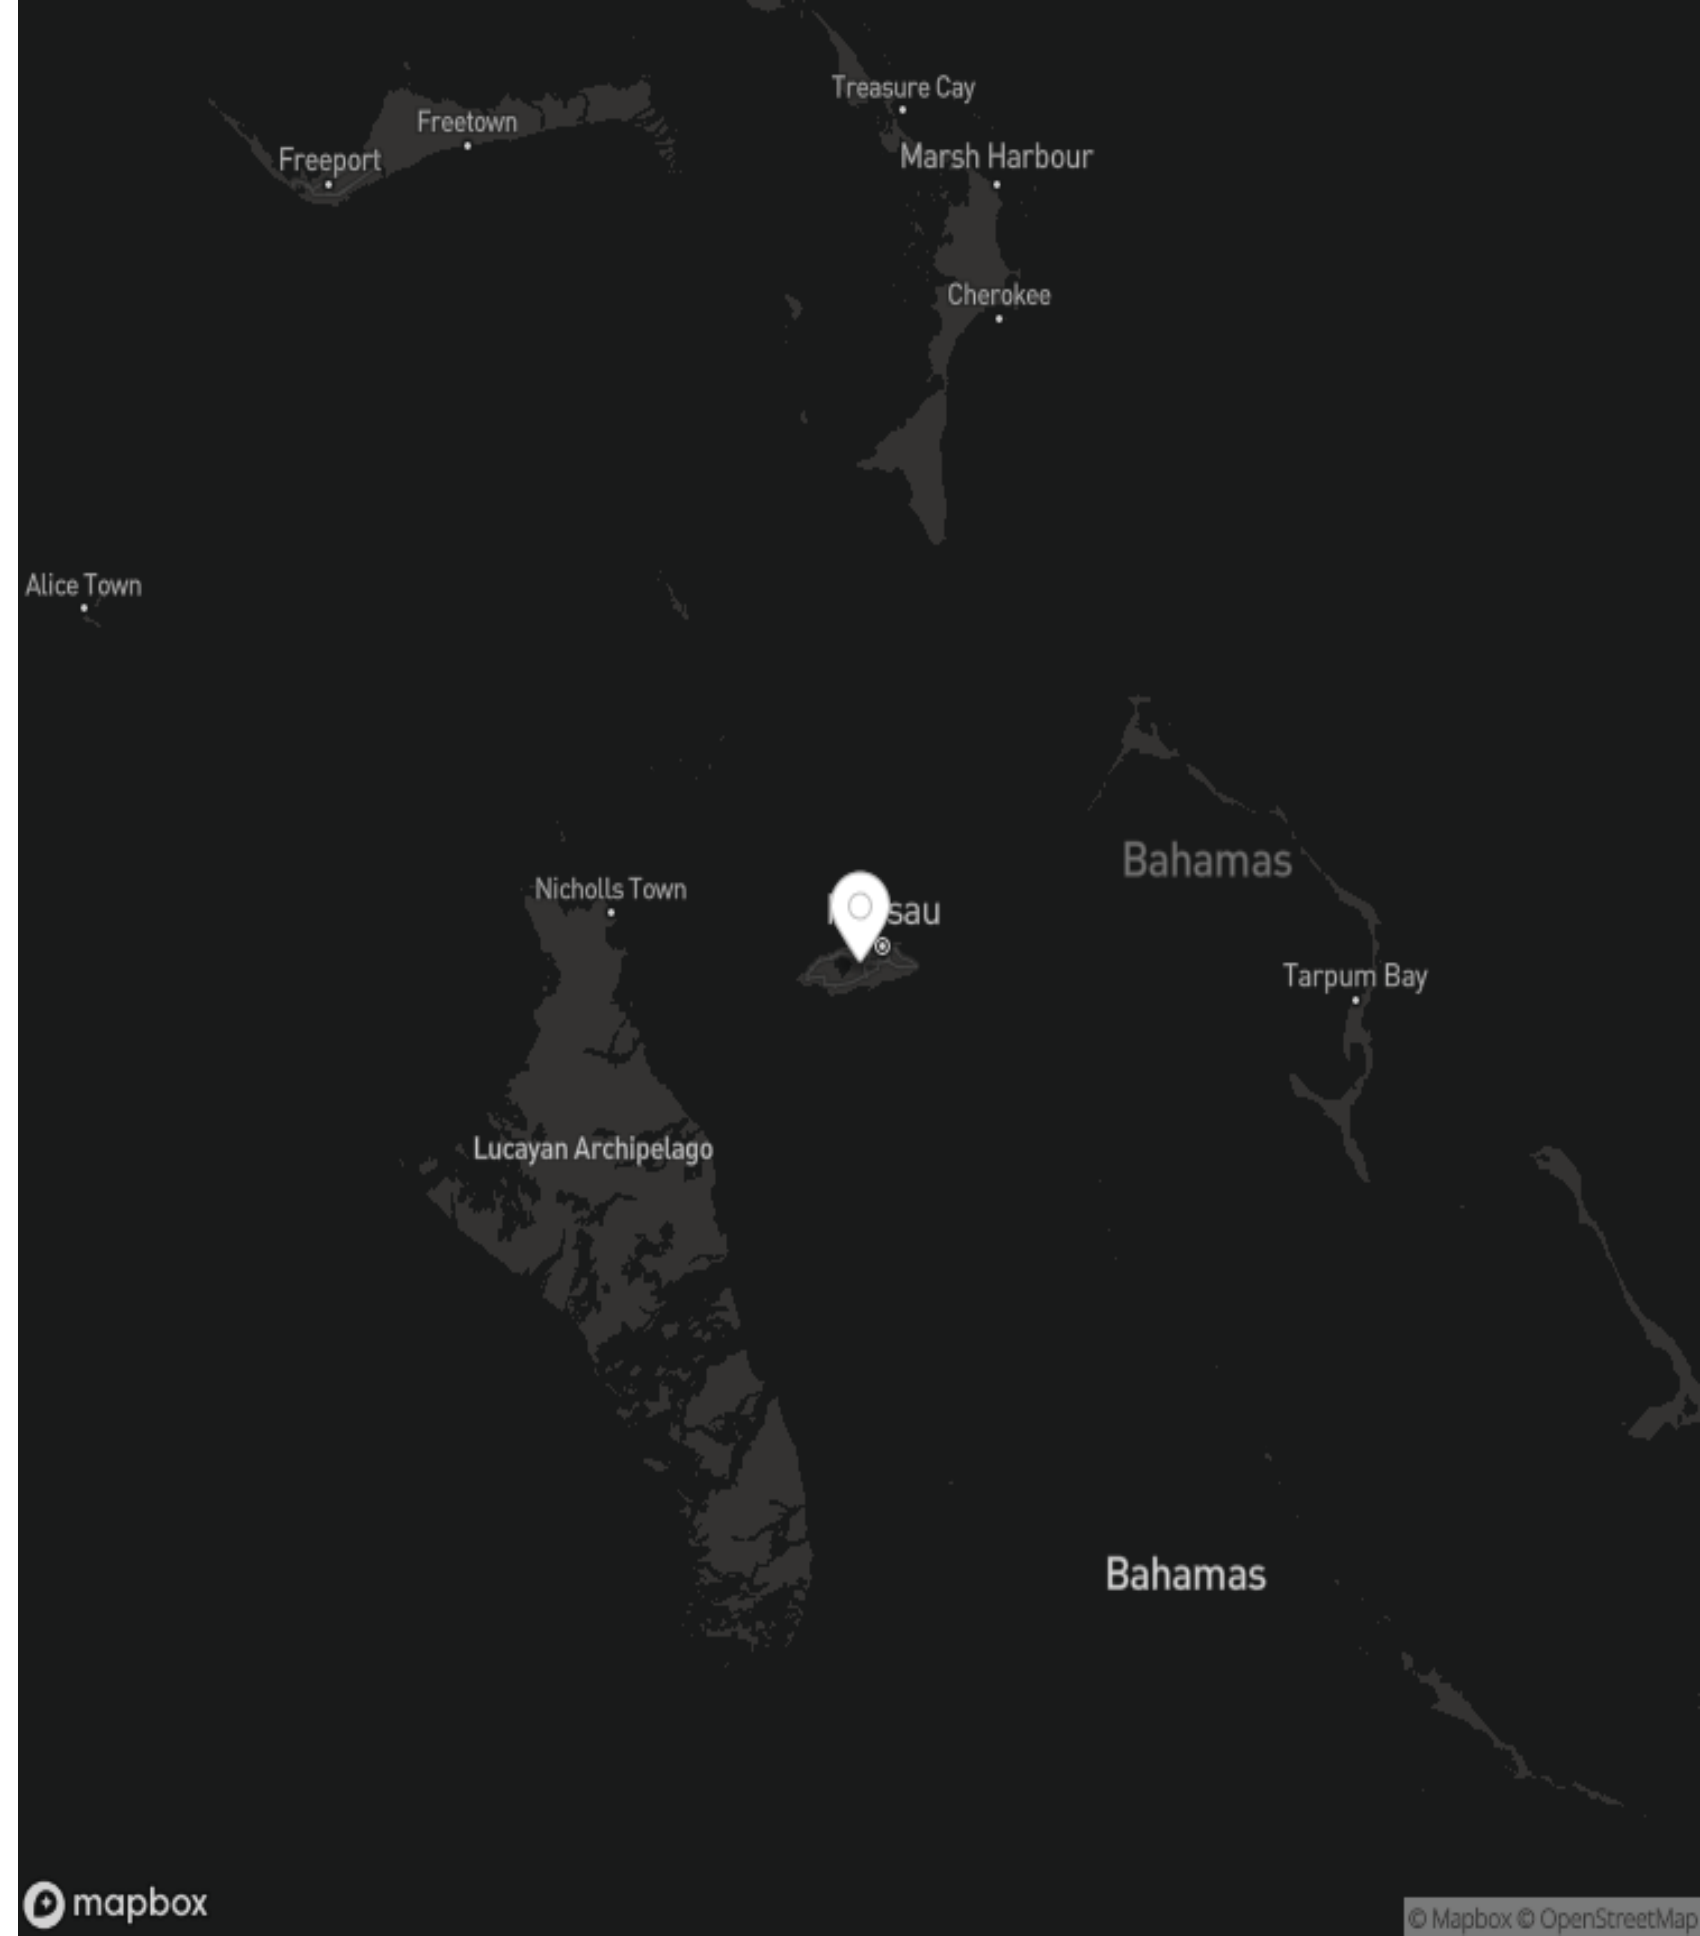 Treasure Cay
Freetown
Marsh Harbour
Freeport
Cherokee
Alice Town
Bahamas
Nicholls Town
Tarpum Bay
Lucayan Archipelago
Bahamas
mapbox
© Mapbox © OpenStreetMap